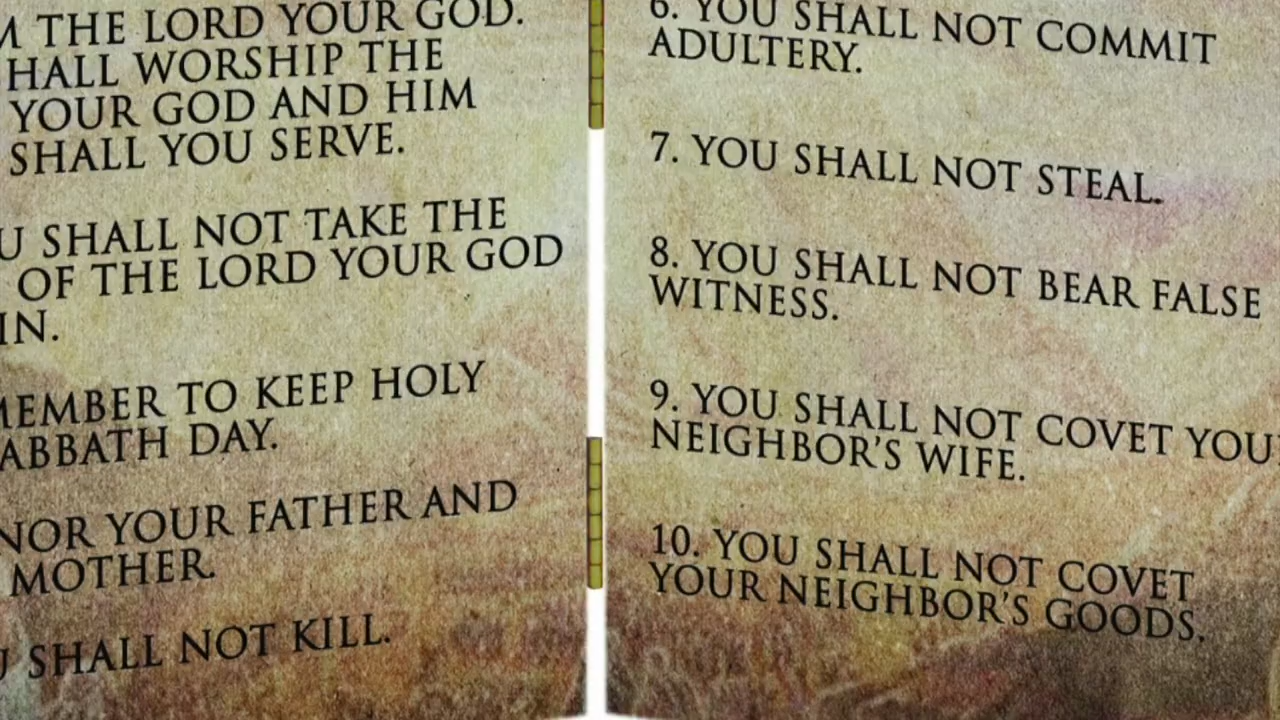 THE LORD YOUR GOD.
HALL WORSHIP THE
YOUR GOD AND HIM
SHALL YOU SERVE.
U SHALL NOT TAKE THE
OF THE LORD YOUR GOD
IN.
MEMBER TO KEEP HOLY
ABBATH DAY.
NOR YOUR FATHER AND
MOTHER.
U SHALL NOT KILL.
6. YOU SHALL NOT COMMIT
ADULTERY.
7. YOU SHALL NOT STEAL.
8. YOU SHALL NOT BEAR FALSE
WITNESS.
9. YOU SHALL NOT COVET YOU
NEIGHBOR'S WIFE.
10. YOU SHALL NOT COVET
YOUR NEIGHBOR'S GOODS.